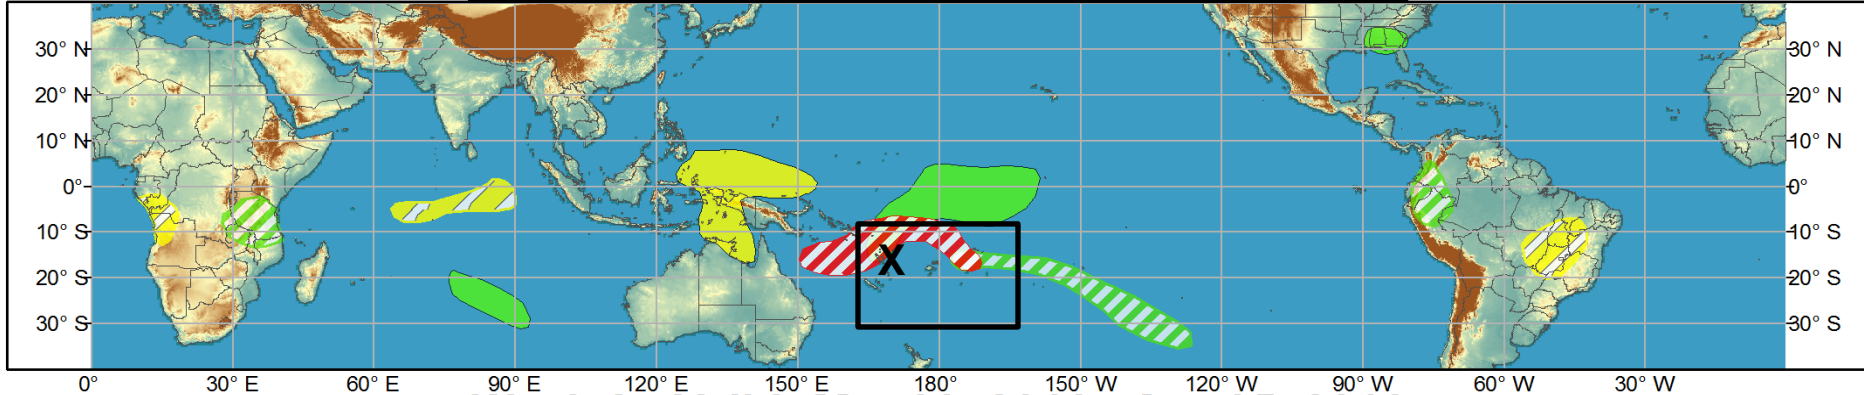 30° N
30° N
20° N
20° N
10° N
10° N
0°
0°
10° S
10° S
X
20° S
20° S
30° S
30° S
0°
30° E
60° E
90° E
120° E
150° E
180°
150° W
120° W
90° W
60° W
30° W